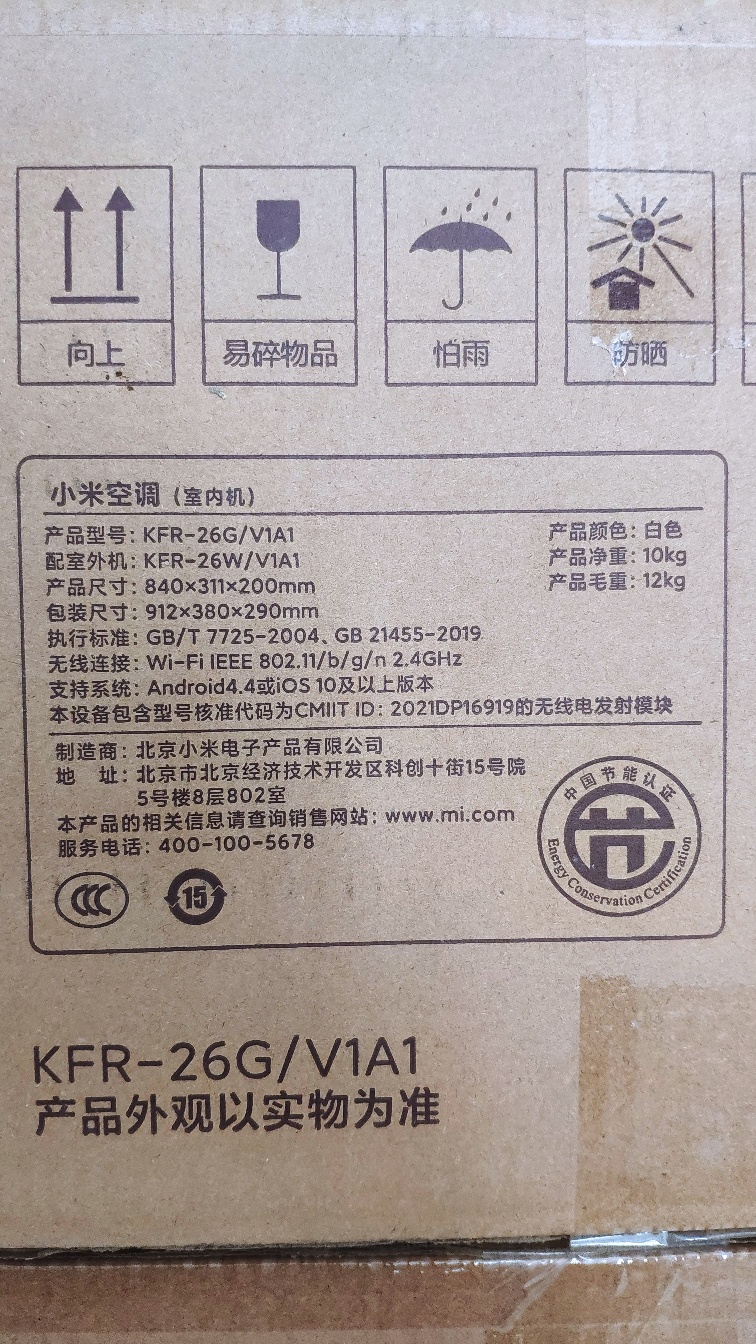 向上
易碎物品
怕雨
防晒
小米空调（室内机）
产品型号：KFR-26G/V1A1
产品颜色：白色
配室外机：KFR-26W/V1A1
产品净重：10kg
产品尺寸：840×311×200mm
产品毛重：12kg
包装尺寸：912×380×290mm
执行标准：GB/T 7725-2004、GB 21455-2019
无线连接：Wi-Fi IEEE 802.11/b/g/n 2.4GHz
支持系统：Android4.4或iOS 10及以上版本
本设备包含型号核准代码为CMIIT ID：2021DP16919的无线电发射模块
制造商：北京小米电子产品有限公司
地　址：北京市北京经济技术开发区科创十街15号院
5号楼8层802室
本产品的相关信息请查询销售网站：www.mi.com
服务电话：400-100-5678
中国节能认证
节
Energy Conservation Certification
CCC
15
KFR-26G/V1A1
产品外观以实物为准